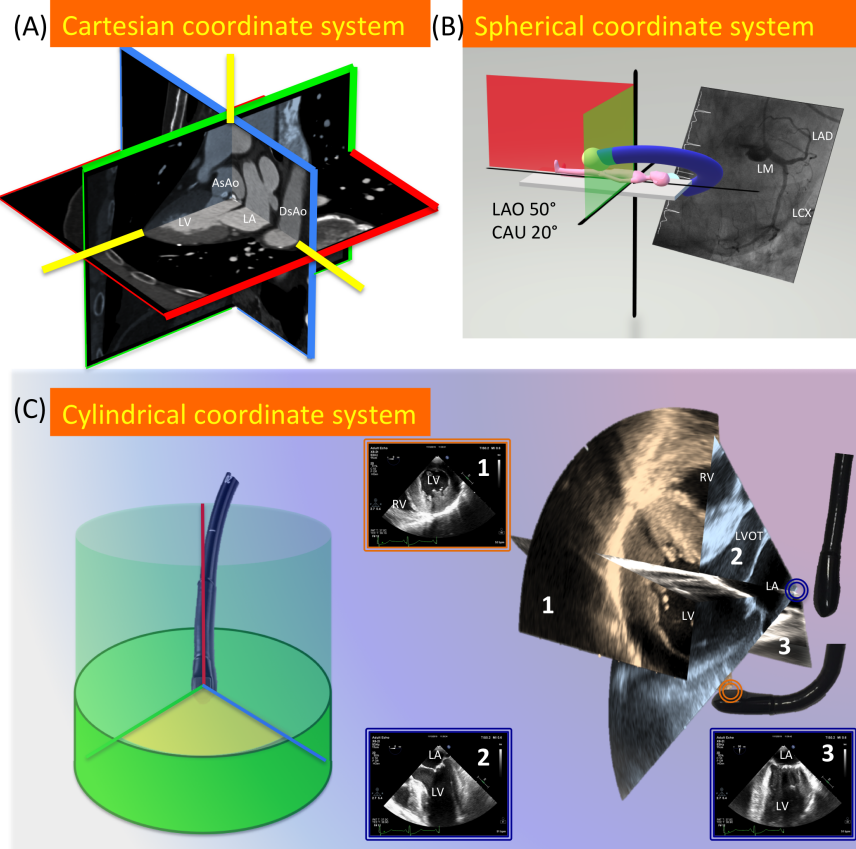 (A) Cartesian coordinate system
AsAo
LV
LA
DsAo
(B) Spherical coordinate system
LAD
LM
LCX
LAO 50°
CAU 20°
(C) Cylindrical coordinate system
1
LV
RV
RV
LVOT
2
LA
1
LV
3
2
LA
LV
3
LA
LV